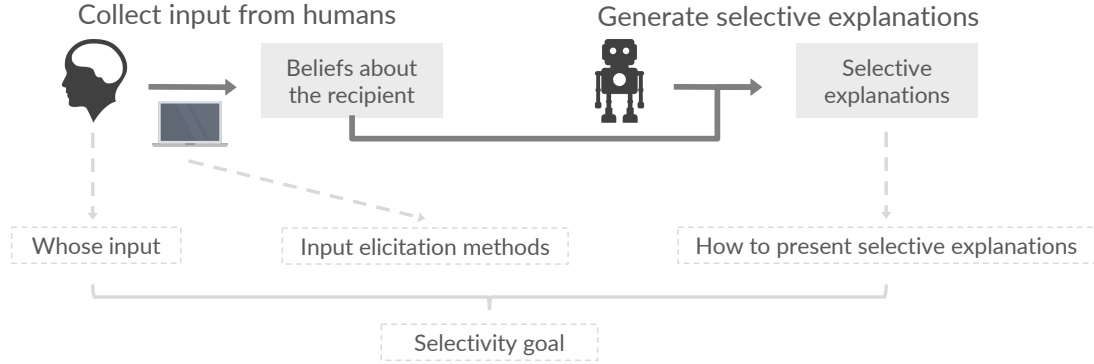 Collect input from humans
Generate selective explanations
Beliefs about
the recipient
Selective
explanations
Whose input
Input elicitation methods
How to present selective explanations
Selectivity goal